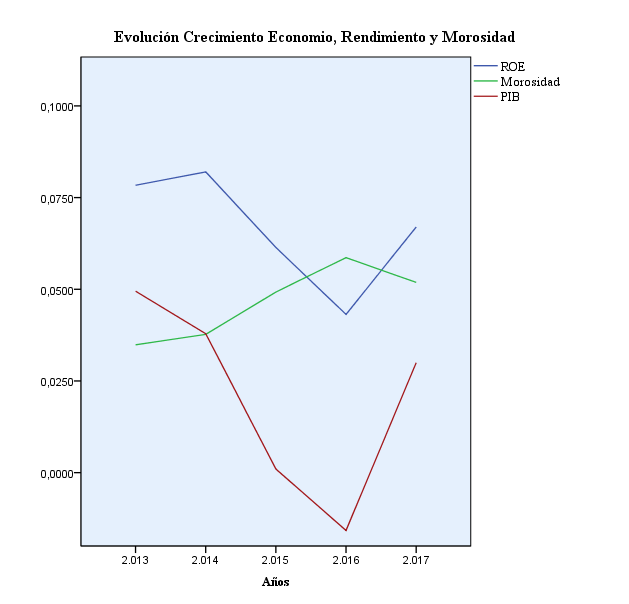 Evolución Crecimiento Economio, Rendimiento y Morosidad
ROE
Morosidad
PIB
0,1000
0,0750
0,0500
0,0250
0,0000
2.013 2.014 2.015 2.016 2.017
Años